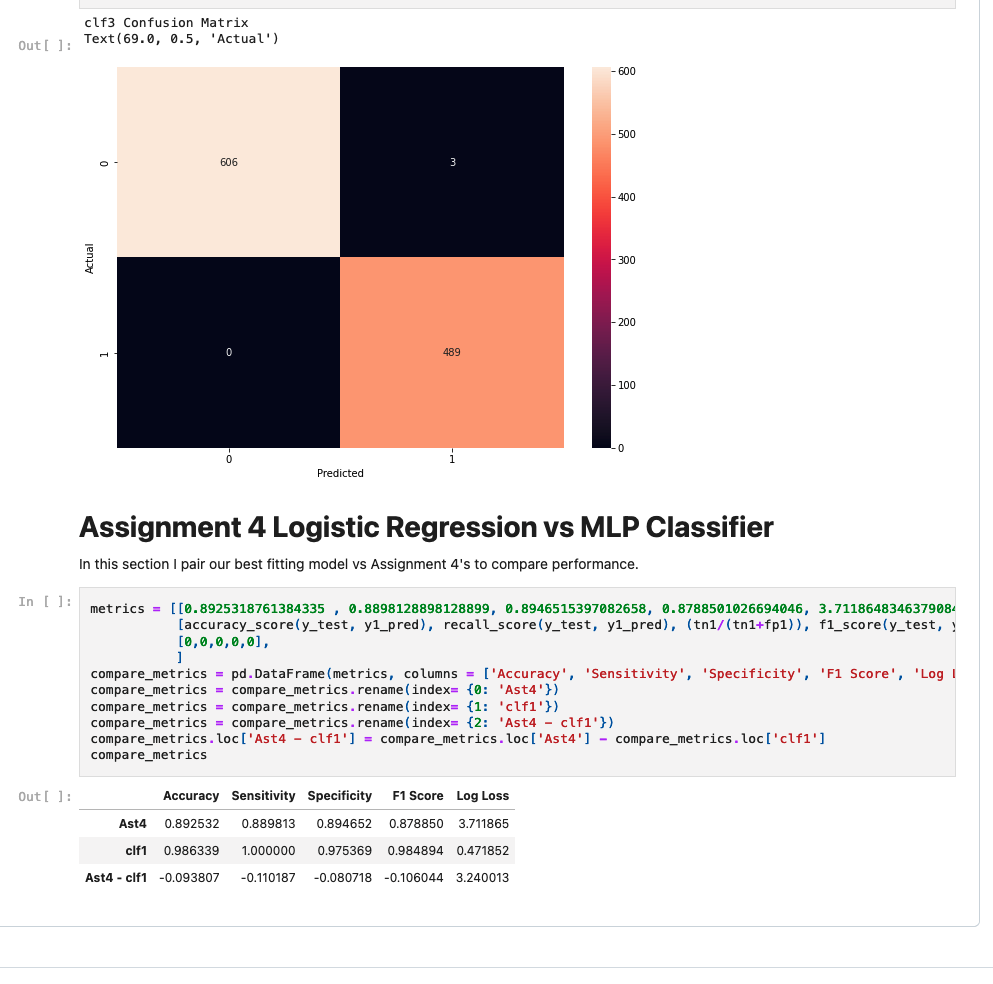 clf3 Confusion Matrix
Out[ ]: Text(69.0, 0.5, 'Actual')
600
500
400
300
200
100
0
606
3
0
489
0
1
Actual
0
1
Predicted
Assignment 4 Logistic Regression vs MLP Classifier
In this section I pair our best fitting model vs Assignment 4's to compare performance.
In [ ]: metrics = [[0.8925318761384335 , 0.8898128898128899, 0.8946515397082658, 0.8788501026694046, 3.7118648346379084
[accuracy_score(y_test, y1_pred), recall_score(y_test, y1_pred), (tn1/(tn1+fp1)), f1_score(y_test, y
[0,0,0,0,0],
]
compare_metrics = pd.DataFrame(metrics, columns = ['Accuracy', 'Sensitivity', 'Specificity', 'F1 Score', 'Log L
compare_metrics = compare_metrics.rename(index= {0: 'Ast4'})
compare_metrics = compare_metrics.rename(index= {1: 'clf1'})
compare_metrics = compare_metrics.rename(index= {2: 'Ast4 - clf1'})
compare_metrics.loc['Ast4 - clf1'] = compare_metrics.loc['Ast4'] - compare_metrics.loc['clf1']
compare_metrics
Out[ ]: Accuracy Sensitivity Specificity F1 Score Log Loss
Ast4 0.892532 0.889813 0.894652 0.878850 3.711865
clf1 0.986339 1.000000 0.975369 0.984894 0.471852
Ast4 - clf1 -0.093807 -0.110187 -0.080718 -0.106044 3.240013